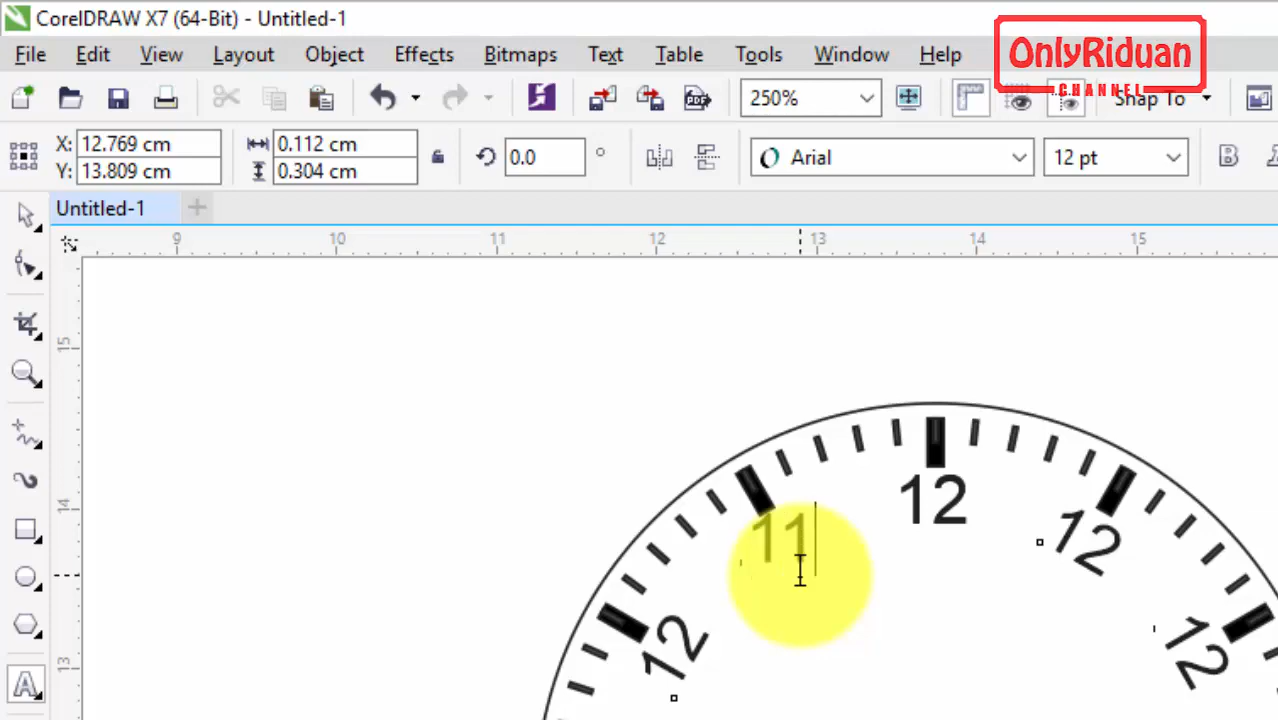 CorelDRAW X7 (64-Bit) - Untitled-1
File Edit View Layout Object Effects Bitmaps Text Table Tools Window Help
OnlyRiduan
CHANNEL
PDF 250% Snap To
X: 12.769 cm 0.112 cm 0.0 ° Arial 12 pt B
Y: 13.809 cm 0.304 cm
Untitled-1 +
9 10 11 12 13 14 15
15
14
13
12
11
12
12
12
A